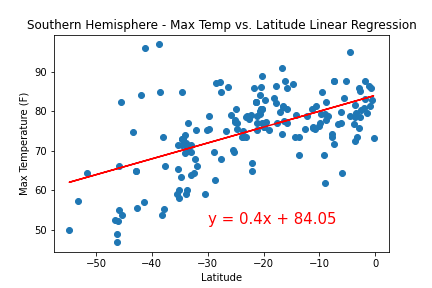 Southern Hemisphere - Max Temp vs. Latitude Linear Regression
Max Temperature (F)
90
80
70
60
50
y = 0.4x + 84.05
−50 −40 −30 −20 −10 0
Latitude